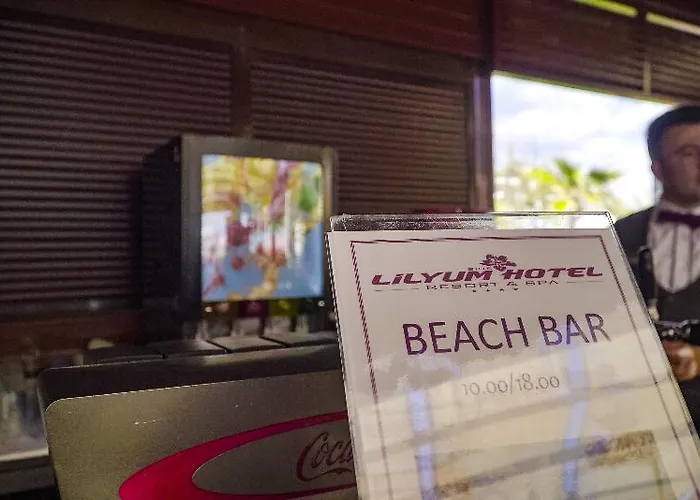 LiLYUM HOTEL
RESORT & SPA
BEACH BAR
10.00/18.00
Coca